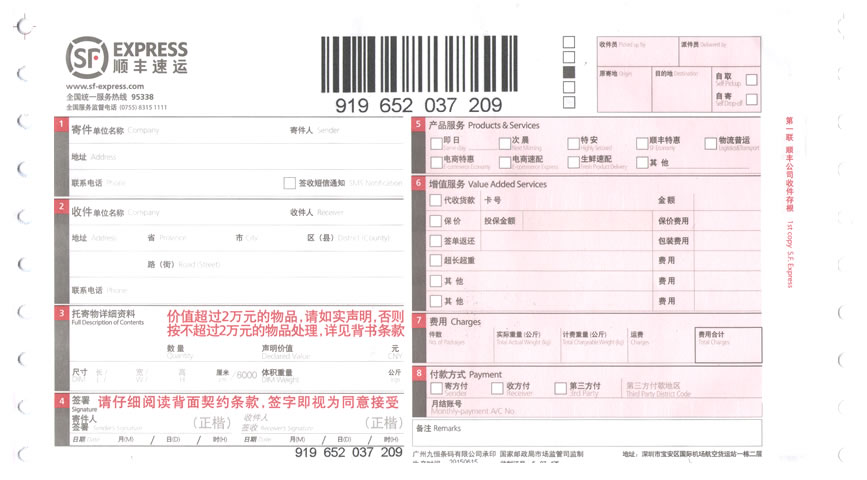 SF EXPRESS
顺丰速运
www.sf-express.com
全国统一服务热线 95338
全国服务监督电话 (0755) 8315 1111
919 652 037 209
收件员 Picked up by
派件员 Delivered by
原寄地 Origin
目的地 Destination
自取
Self Pickup
自寄
Self Drop-off
1 寄件 单位名称 Company
寄件人 Sender
地址 Address
联系电话 Phone
签收短信通知 SMS Notification
2 收件 单位名称 Company
收件人 Receiver
地址 Address 省 Province 市 City 区（县）District (County)
路（街）Road (Street)
联系电话 Phone
3 托寄物详细资料
Full Description of Contents
价值超过2万元的物品,请如实声明,否则
按不超过2万元的物品处理,详见背书条款
数量
Quantity
声明价值
Declared Value
元
CNY
尺寸
DIM
长
L
宽
W
高
H
厘米
cm
6000
体积重量
DIM Weight
公斤
kgs
4 签署
Signature
请仔细阅读背面契约条款,签字即视为同意接受
寄件人
签署 Sender's Signature
(正楷)
收件人
签收 Receiver's Signature
(正楷)
日期 Date 月(M) / 日(D) / 时(H) 日期 Date 月(M) / 日(D) / 时(H)
919 652 037 209
5 产品服务 Products & Services
即日
Same day
次晨
Next Morning
特安
Highly Secured
顺丰特惠
SF Economy
物流普运
Logistics Transport
电商特惠
E-commerce Economy
电商速配
E-commerce Express
生鲜速配
Fresh Product Delivery
其他
6 增值服务 Value Added Services
代收货款 卡号 金额
保价 投保金额 保价费用
签单返还 包装费用
超长超重 费用
其他 费用
其他 费用
7 费用 Charges
件数
No. of Packages
实际重量(公斤)
Total Actual Weight (kg)
计费重量(公斤)
Total Chargeable Weight (kg)
运费
Charges
费用合计
Total Charges
8 付款方式 Payment
寄方付
Sender
收方付
Receiver
第三方付
3rd Party
第三方付款地区
Third Party District Code
月结账号
Monthly-payment A/C No.
备注 Remarks
广州九恒条码有限公司承印 国家邮政局市场监管司监制
地址：深圳市宝安区国际机场航空货运站一栋二层
20150615
第一联 顺丰公司收件存根 1st copy S.F. Express